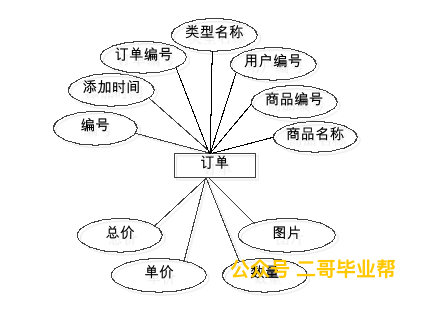 类型名称
订单编号
用户编号
添加时间
商品编号
编号
商品名称
订单
总价
图片
单价
数量
公众号 二哥毕业帮